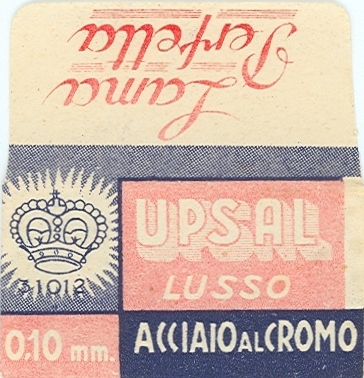 Lama
Perfetta
31012
UPSAL
LUSSO
0,10 mm.
ACCIAIO AL CROMO